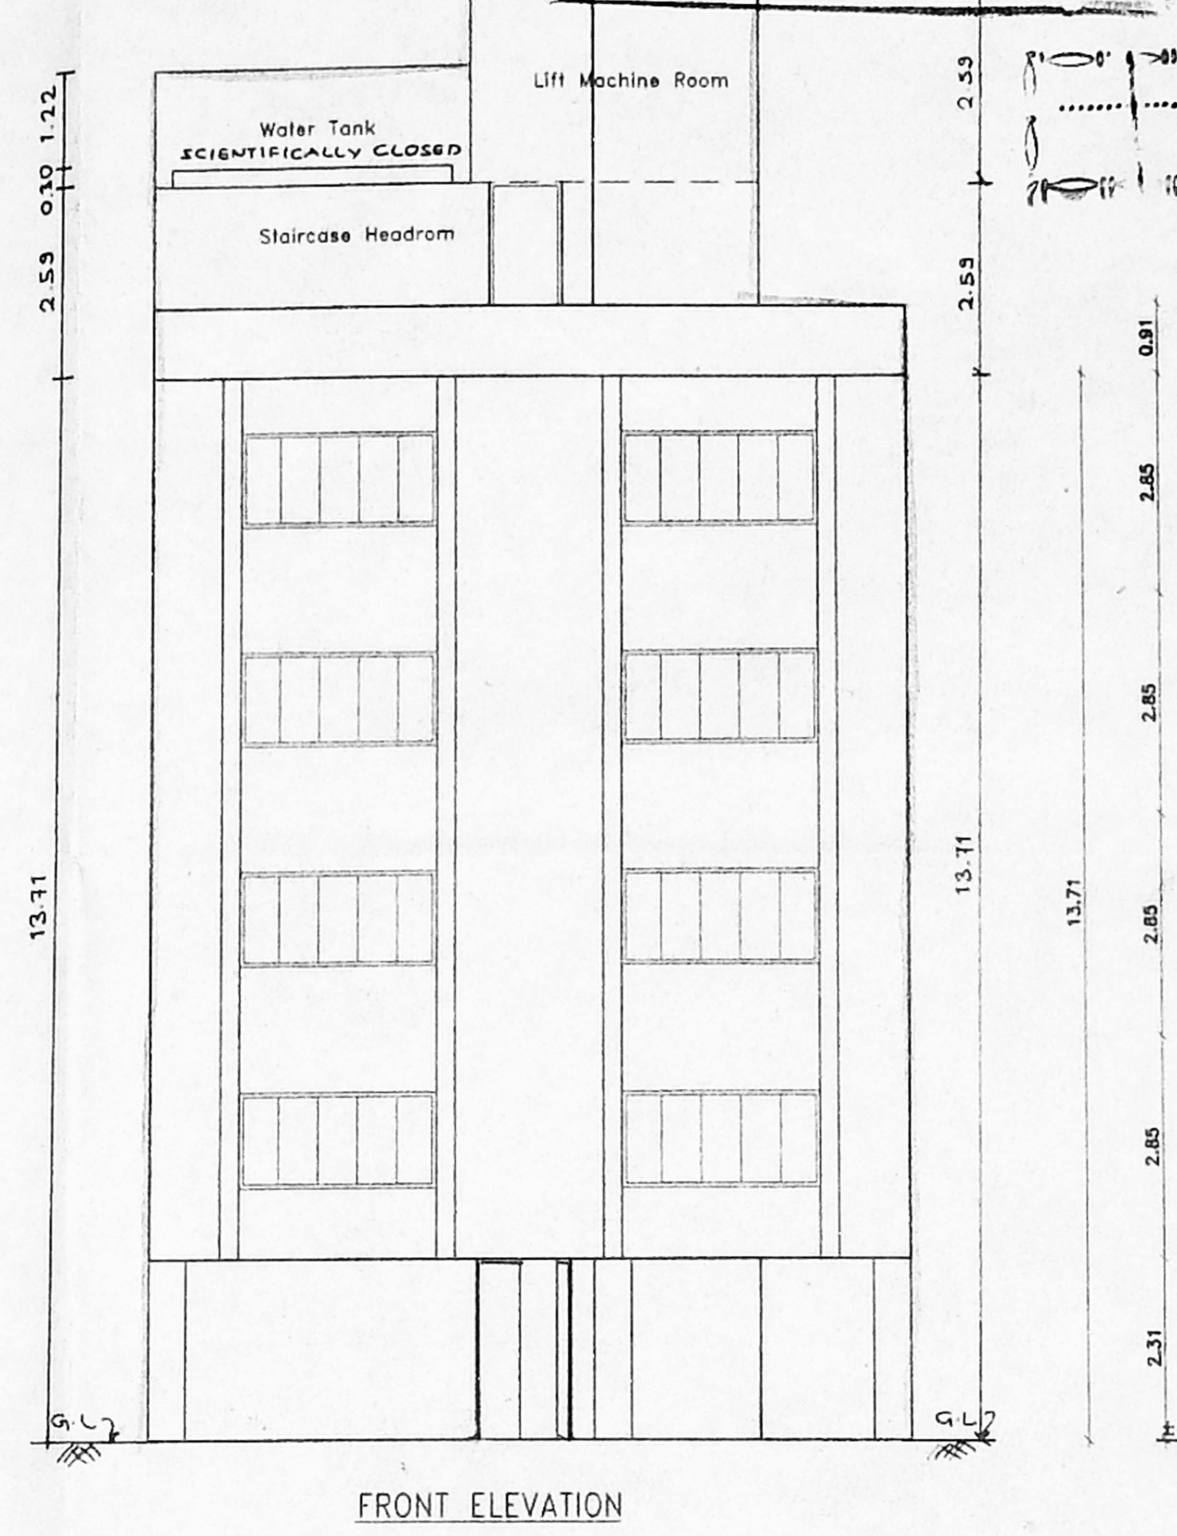 Lift Machine Room
2.59
1.22
Water Tank
SCIENTIFICALLY CLOSED
0.30
Staircase Headrom
2.59
2.59
0.91
2.85
2.85
13.71
13.71
13.71
2.85
2.85
2.31
G.L
G.L
FRONT ELEVATION